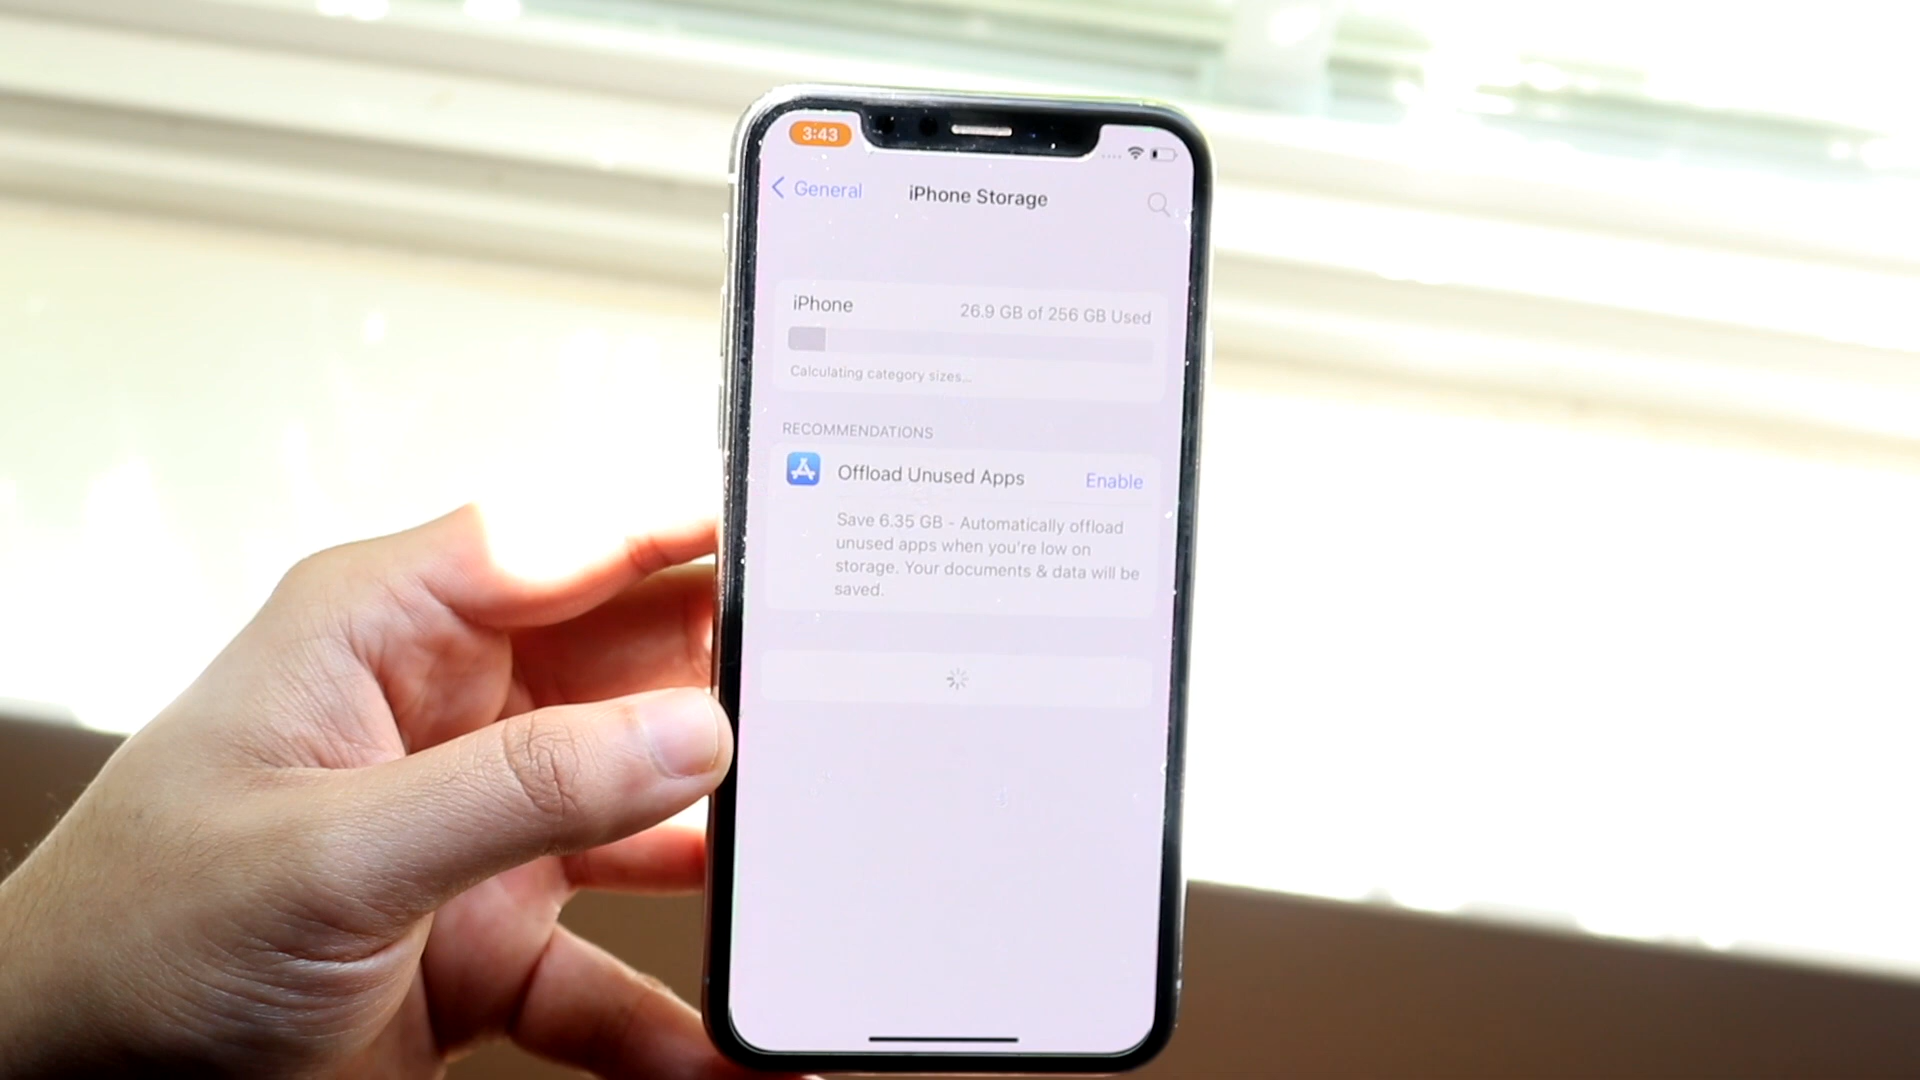 3:43
General
iPhone Storage
iPhone
26.9 GB of 256 GB Used
Calculating category sizes...
RECOMMENDATIONS
Offload Unused Apps
Enable
Save 6.35 GB - Automatically offload
unused apps when you're low on
storage. Your documents & data will be
saved.